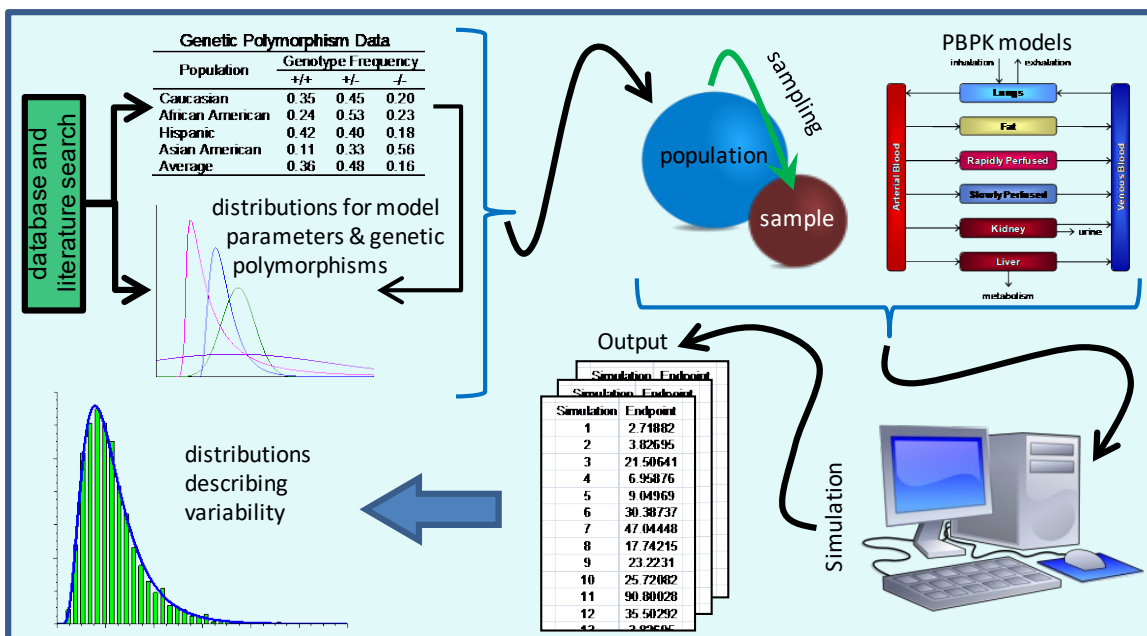 database and
literature search
Genetic Polymorphism Data
Population Genotype Frequency
+/+ +/- -/-
Caucasian 0.35 0.45 0.20
African American 0.24 0.53 0.23
Hispanic 0.42 0.40 0.18
Asian American 0.11 0.33 0.56
Average 0.36 0.48 0.16
distributions for model
parameters & genetic
polymorphisms
population
sampling
sample
PBPK models
inhalation exhalation
Lungs
Fat
Rapidly Perfused
Slowly Perfused
Kidney
urine
Liver
metabolism
Arterial Blood
Venous Blood
Simulation
Output
Simulation Endpoint
Simulation Endpoint
Simulation Endpoint
1 2.71882
2 3.82695
3 21.50641
4 6.95876
5 9.04969
6 30.38737
7 47.04448
8 17.74215
9 23.2231
10 25.72082
11 90.80028
12 35.50292
distributions
describing
variability